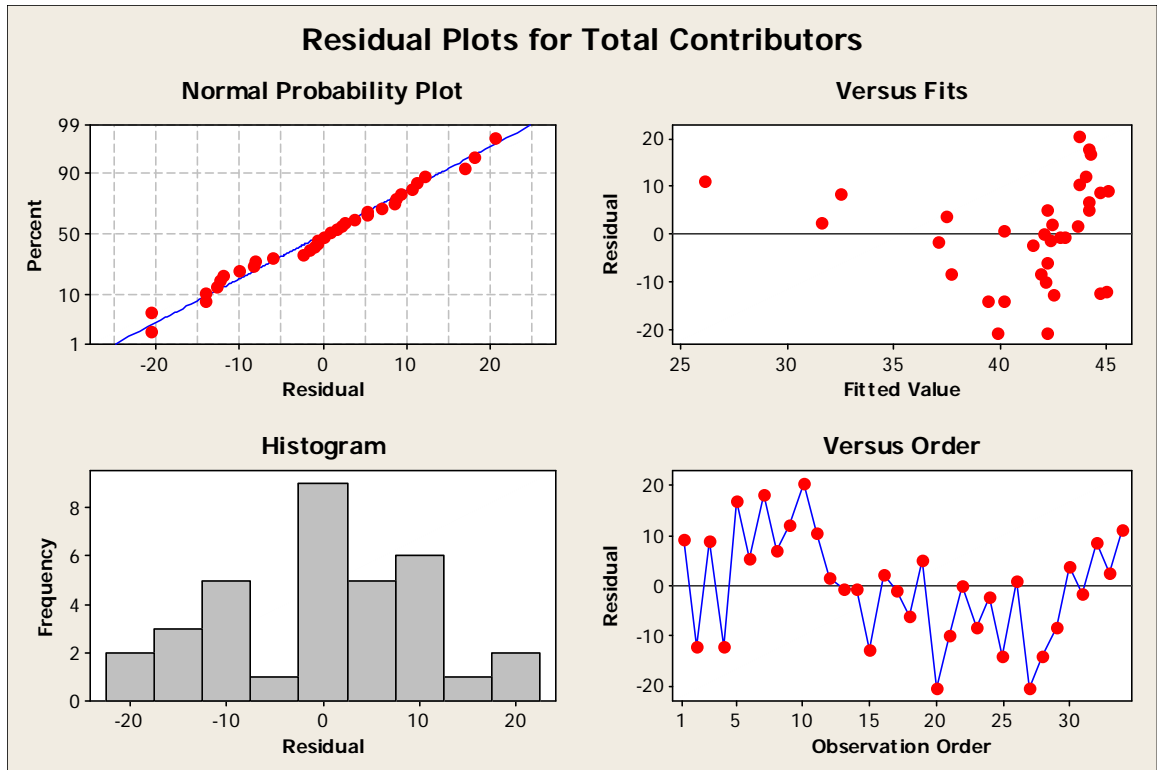 Residual Plots for Total Contributors
Normal Probability Plot
99
90
50
10
1
Percent
-20 -10 0 10 20
Residual
Versus Fits
20
10
0
-10
-20
Residual
25 30 35 40 45
Fitted Value
Histogram
8
6
4
2
0
Frequency
-20 -10 0 10 20
Residual
Versus Order
20
10
0
-10
-20
Residual
1 5 10 15 20 25 30
Observation Order